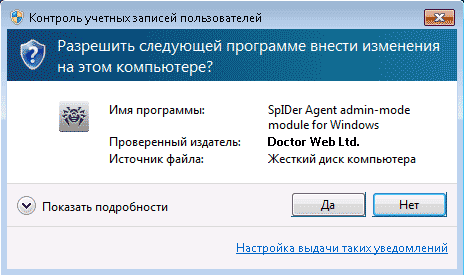 Контроль учетных записей пользователей
Разрешить следующей программе внести изменения
на этом компьютере?
Имя программы: SpIDer Agent admin-mode
module for Windows
Проверенный издатель: Doctor Web Ltd.
Источник файла: Жесткий диск компьютера
Показать подробности Да Нет
Настройка выдачи таких уведомлений